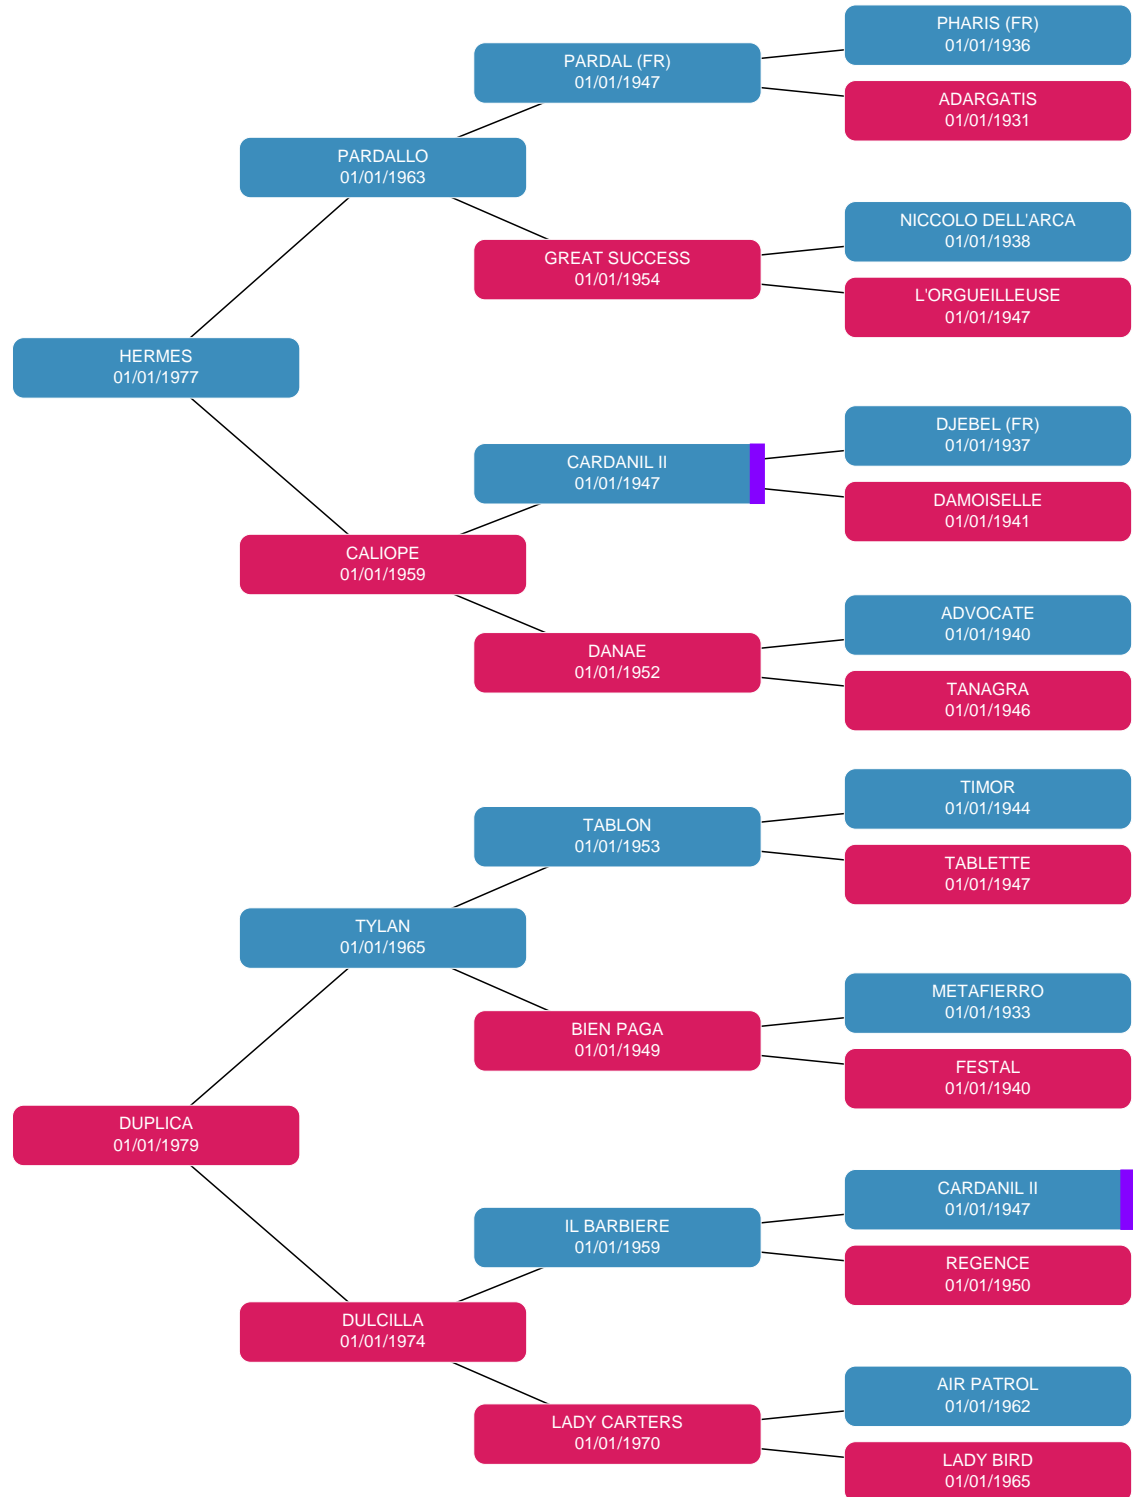 PHARIS (FR)
01/01/1936
PARDAL (FR)
01/01/1947
ADARGATIS
01/01/1931
PARDALLO
01/01/1963
NICCOLO DELL'ARCA
01/01/1938
GREAT SUCCESS
01/01/1954
L'ORGUEILLEUSE
01/01/1947
HERMES
01/01/1977
DJEBEL (FR)
01/01/1937
CARDANIL II
01/01/1947
DAMOISELLE
01/01/1941
CALIOPE
01/01/1959
ADVOCATE
01/01/1940
DANAE
01/01/1952
TANAGRA
01/01/1946
TIMOR
01/01/1944
TABLON
01/01/1953
TABLETTE
01/01/1947
TYLAN
01/01/1965
METAFIERRO
01/01/1933
BIEN PAGA
01/01/1949
FESTAL
01/01/1940
DUPLICA
01/01/1979
CARDANIL II
01/01/1947
IL BARBIERE
01/01/1959
REGENCE
01/01/1950
DULCILLA
01/01/1974
AIR PATROL
01/01/1962
LADY CARTERS
01/01/1970
LADY BIRD
01/01/1965